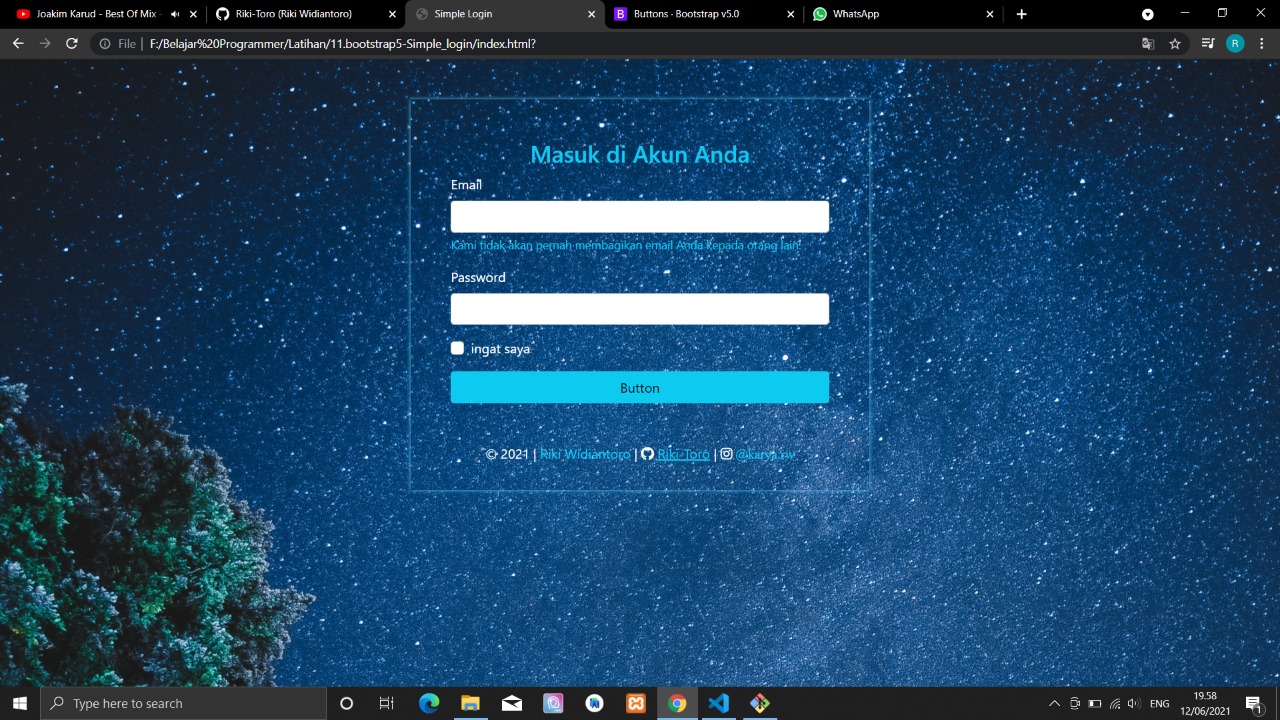 Joakim Karud - Best Of Mix -
Riki-Toro (Riki Widiantoro)
Simple Login
Buttons · Bootstrap v5.0
WhatsApp
File | F:/Belajar%20Programmer/Latihan/11.bootstrap5-Simple_login/index.html?
R
Masuk di Akun Anda
Email
Kami tidak akan pernah membagikan email Anda kepada orang lain.
Password
ingat saya
Button
© 2021 | Riki Widiantoro | Riki-Toro | @karya.rw
Type here to search
ENG
19.58
12/06/2021
1